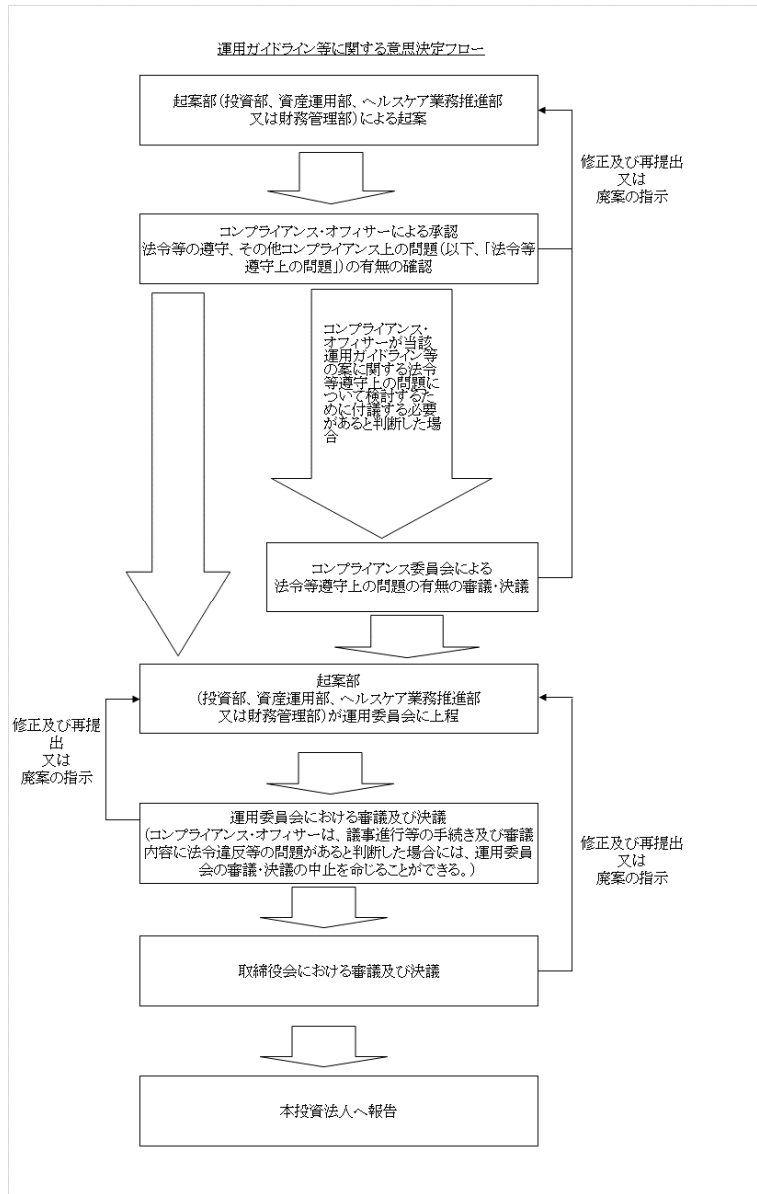 運用ガイドライン等に関する意思決定フロー
起案部（投資部、資産運用部、ヘルスケア業務推進部
又は財務管理部）による起案
修正及び再提出
又は
廃案の指示
コンプライアンス・オフィサーによる承認
法令等の遵守、その他コンプライアンス上の問題（以下、「法令等
遵守上の問題」）の有無の確認
コンプライアンス・
オフィサーが当該
運用ガイドライン等
の案に関する法令
等遵守上の問題に
ついて検討するた
めに付議する必要
があると判断した場
合
コンプライアンス委員会による
法令等遵守上の問題の有無の審議・決議
起案部
（投資部、資産運用部、ヘルスケア業務推進部
又は財務管理部）が運用委員会に上程
修正及び再提
出
又は
廃案の指示
運用委員会における審議及び決議
（コンプライアンス・オフィサーは、議事進行等の手続き及び審議
内容に法令違反等の問題があると判断した場合には、運用委員
会の審議・決議の中止を命じることができる。）
修正及び再提出
又は
廃案の指示
取締役会における審議及び決議
本投資法人へ報告